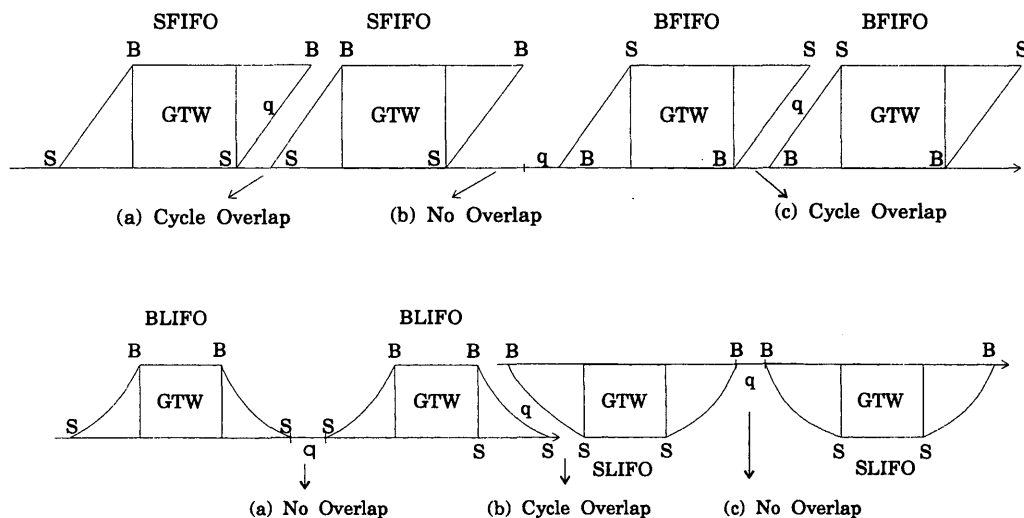 SFIFO SFIFO BFIFO BFIFO
B B B B S S S S
GTW q GTW GTW q GTW
S S S S q B B B B
(a) Cycle Overlap (b) No Overlap (c) Cycle Overlap
BLIFO BLIFO
B B B B B B B B
GTW GTW q GTW q GTW
S S S q S S S S S S
SLIFO SLIFO
(a) No Overlap (b) Cycle Overlap (c) No Overlap